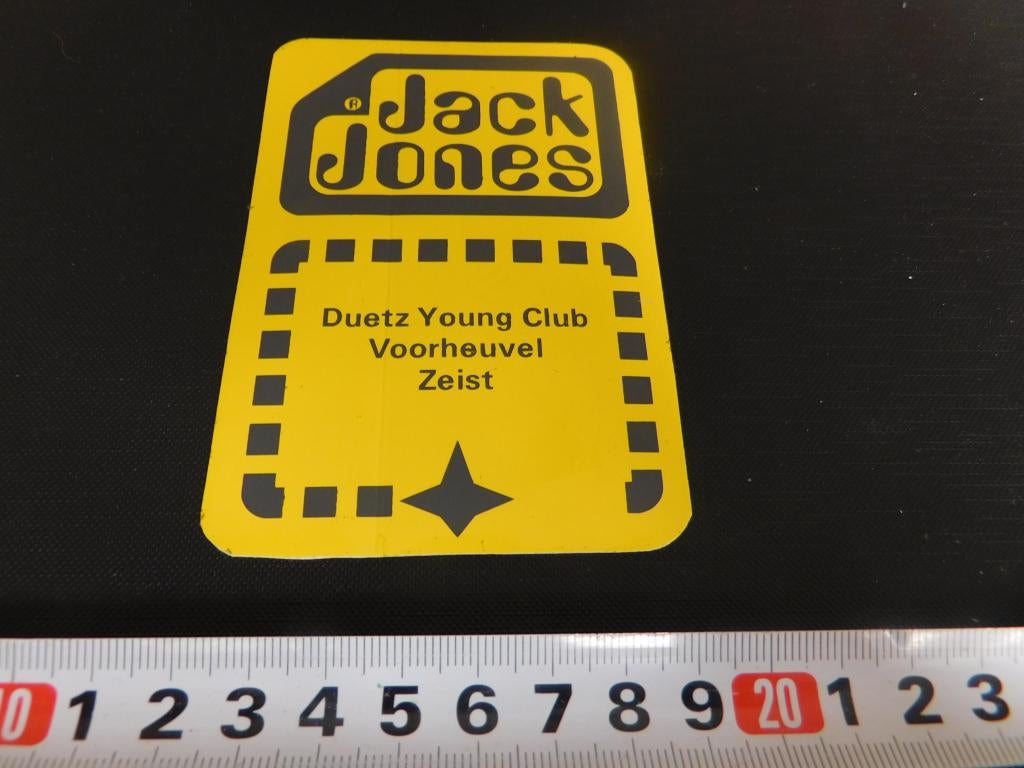 Jack
Jones
Duetz Young Club
Voorheuvel
Zeist
10 1 2 3 4 5 6 7 8 9 20 1 2 3